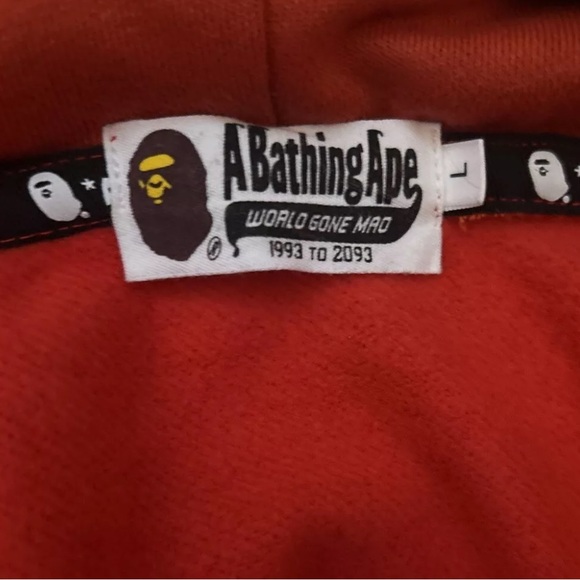 ABathingApe
WORLD GONE MAD
1993 TO 2093
L